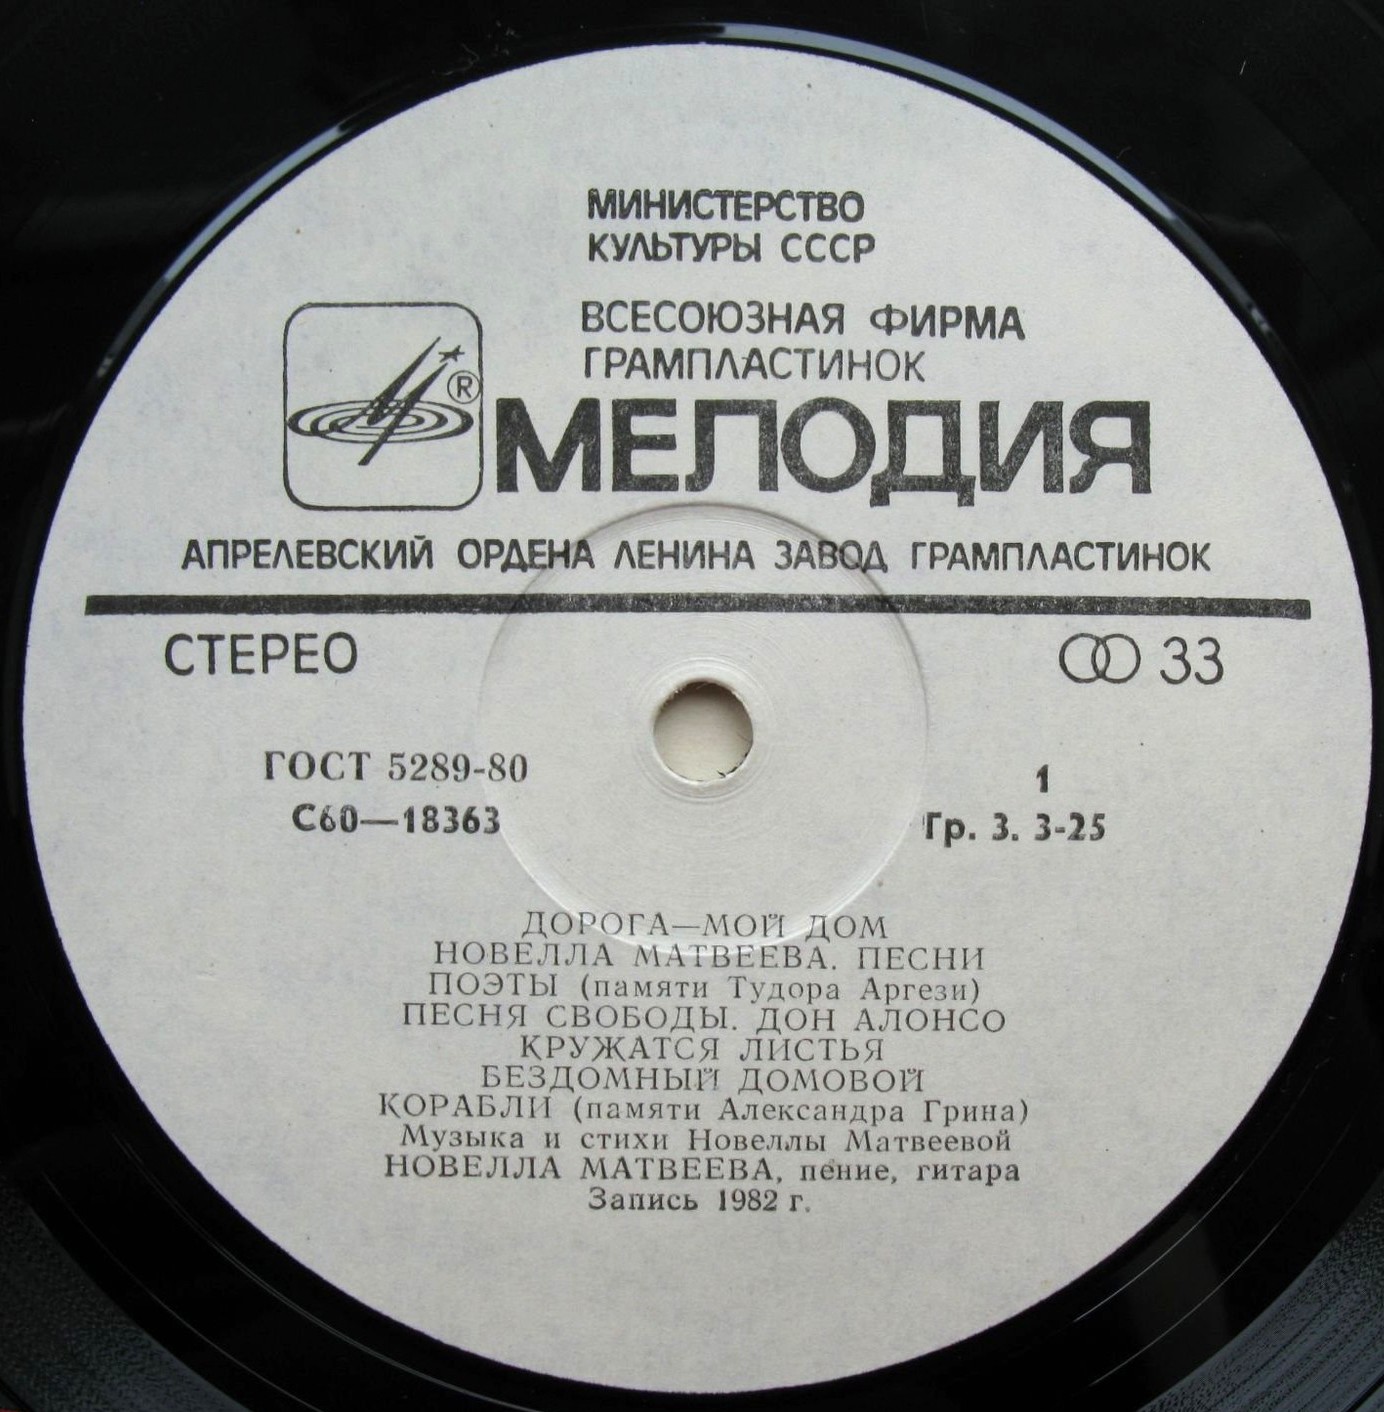 МИНИСТЕРСТВО
КУЛЬТУРЫ СССР
ВСЕСОЮЗНАЯ ФИРМА
ГРАМПЛАСТИНОК
®
МЕЛОДИЯ
АПРЕЛЕВСКИЙ ОРДЕНА ЛЕНИНА ЗАВОД ГРАМПЛАСТИНОК
СТЕРЕО
33
ГОСТ 5289-80
1
С60—18363
Гр. 3. 3-25
ДОРОГА—МОЙ ДОМ
НОВЕЛЛА МАТВЕЕВА. ПЕСНИ
ПОЭТЫ (памяти Тудора Аргези)
ПЕСНЯ СВОБОДЫ. ДОН АЛОНСО
КРУЖАТСЯ ЛИСТЬЯ
БЕЗДОМНЫЙ ДОМОВОЙ
КОРАБЛИ (памяти Александра Грина)
Музыка и стихи Новеллы Матвеевой
НОВЕЛЛА МАТВЕЕВА, пение, гитара
Запись 1982 г.